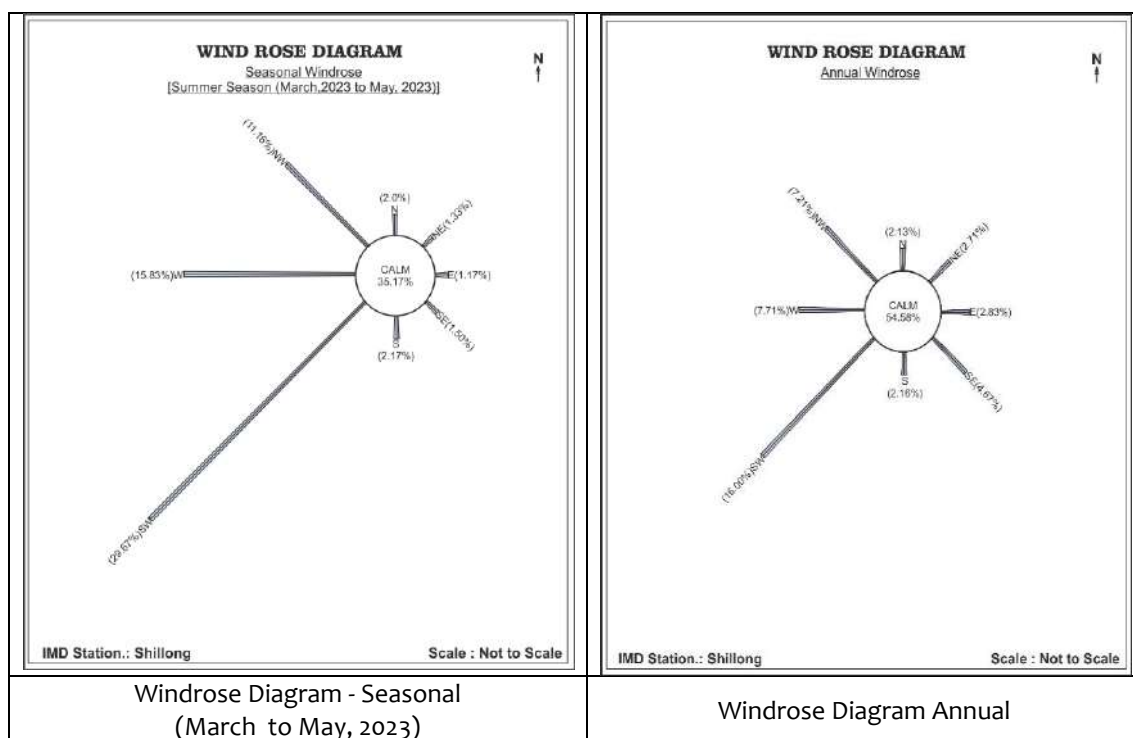 WIND ROSE DIAGRAM
Seasonal Windrose
[Summer Season (March,2023 to May, 2023)]
N
(11.16%)NW
(2.0%)
N
NE(1.33%)
(15.83%)W
CALM
35.17%
E(1.17%)
SE(1.50%)
S
(2.17%)
(29.67%)SW
IMD Station.: Shillong
Scale : Not to Scale
Windrose Diagram - Seasonal
(March to May, 2023)
WIND ROSE DIAGRAM
Annual Windrose
N
(7.21%)NW
(2.13%)
N
NE(2.71%)
(7.71%)W
CALM
54.58%
E(2.83%)
SE(4.67%)
S
(2.16%)
(16.00%)SW
IMD Station.: Shillong
Scale : Not to Scale
Windrose Diagram Annual